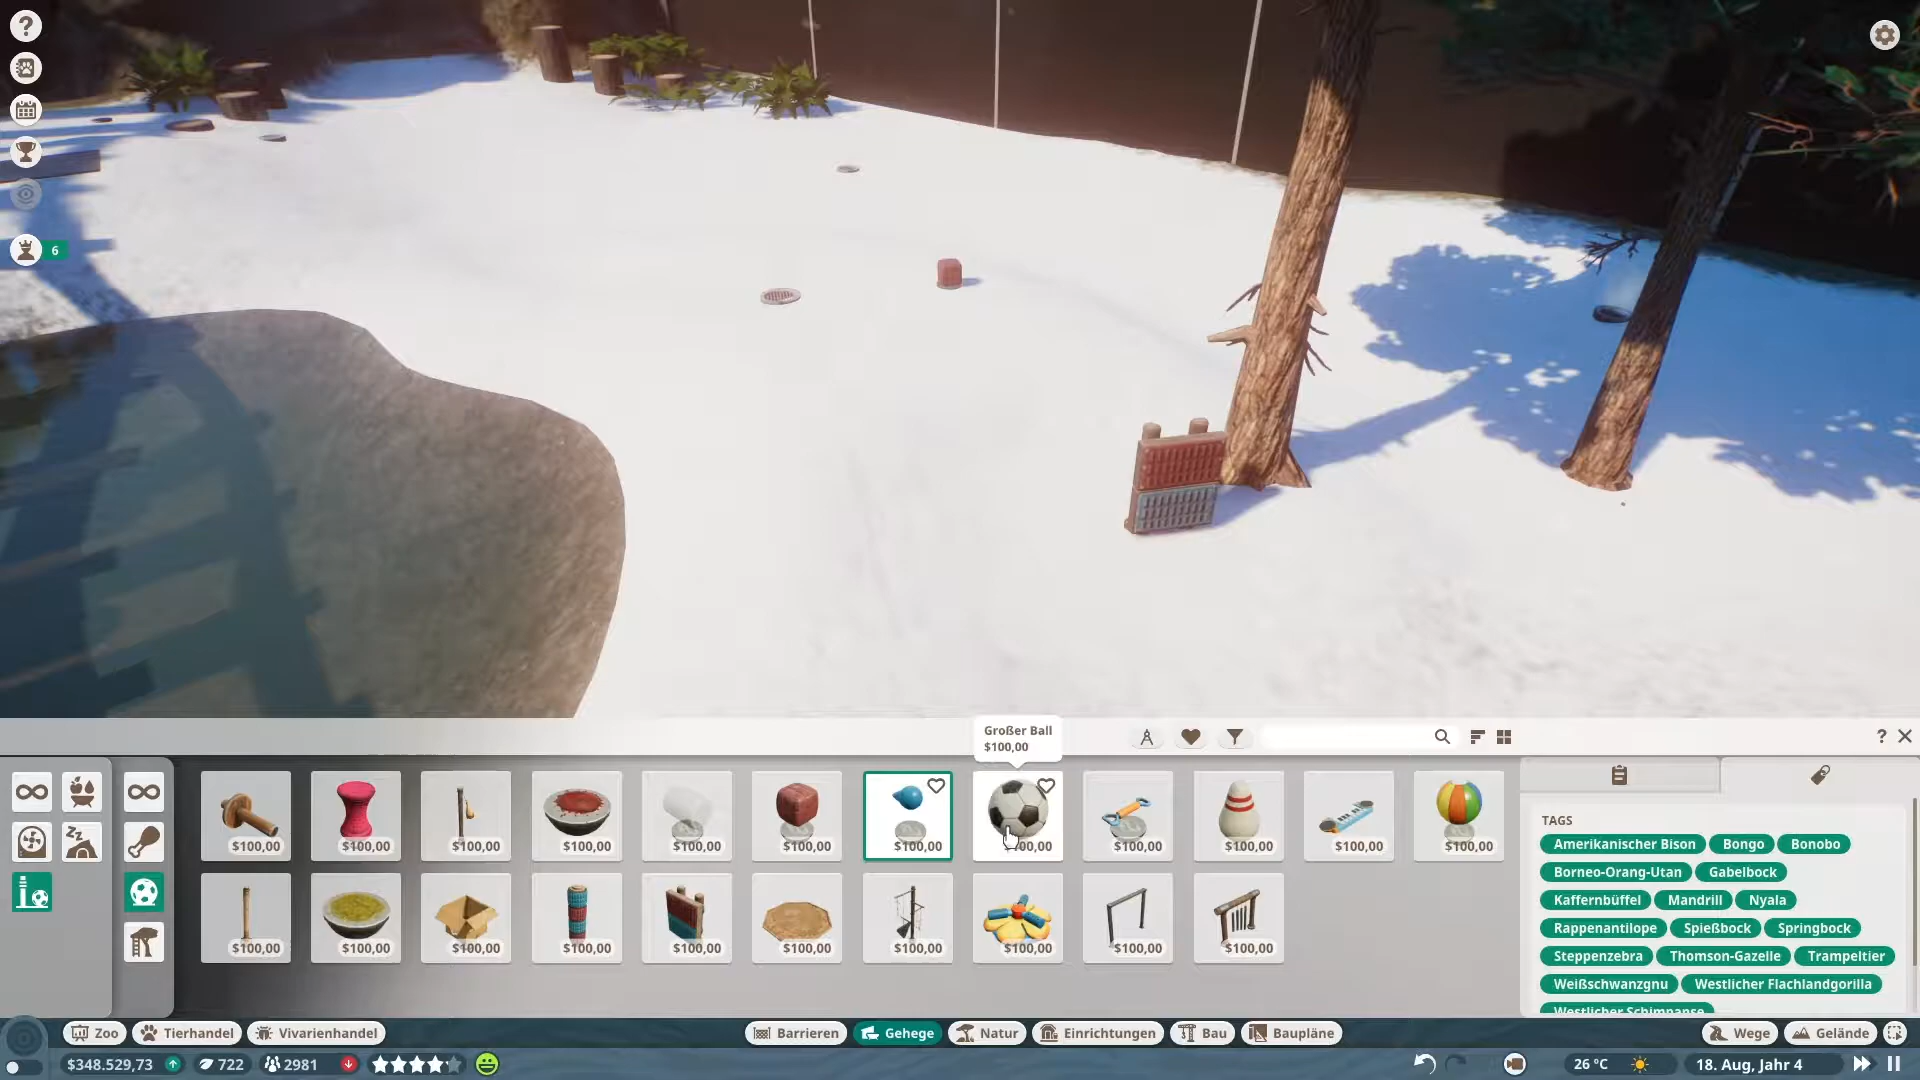 ?
6
Großer Ball
$100,00
?
$100,00 $100,00 $100,00 $100,00 $100,00 $100,00 $100,00 $100,00 $100,00 $100,00 $100,00 $100,00
$100,00 $100,00 $100,00 $100,00 $100,00 $100,00 $100,00 $100,00 $100,00 $100,00
TAGS
Amerikanischer Bison Bongo Bonobo
Borneo-Orang-Utan Gabelbock
Kaffernbüffel Mandrill Nyala
Rappenantilope Spießbock Springbock
Steppenzebra Thomson-Gazelle Trampeltier
Weißschwanzgnu Westlicher Flachlandgorilla
Westlicher Schimpanse
Zoo Tierhandel Vivarienhandel Barrieren Gehege Natur Einrichtungen Bau Baupläne Wege Gelände
$348.529,73 722 2981 26 °C 18. Aug, Jahr 4